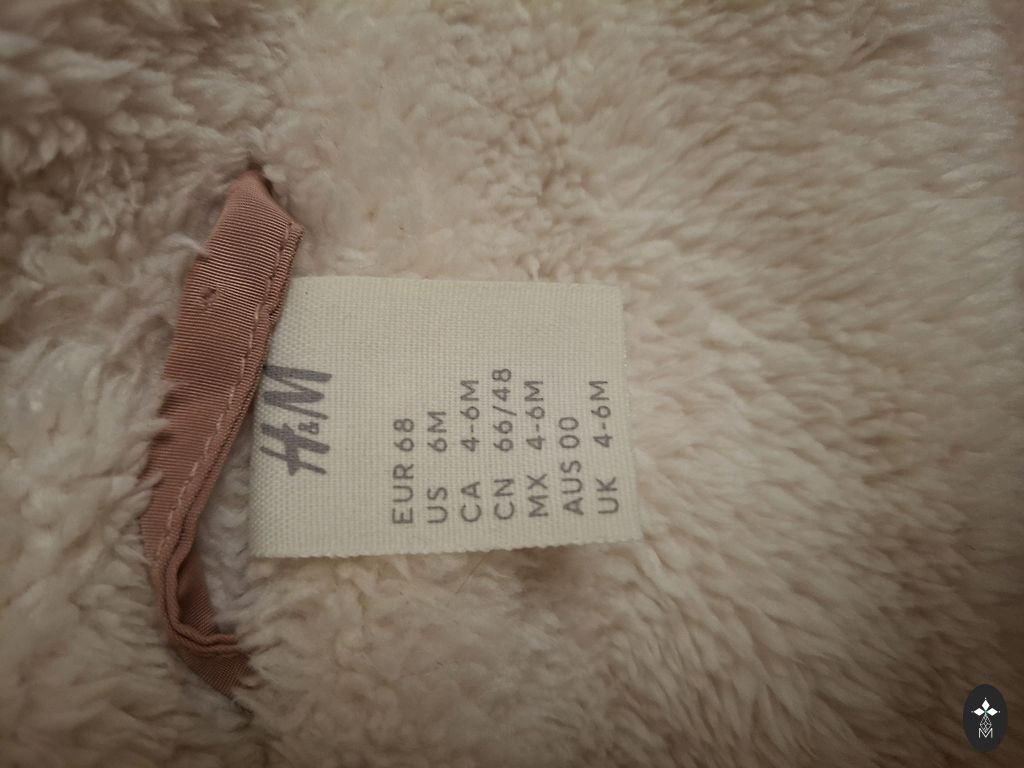 H&M
EUR 68
US 6M
CA 4-6M
CN 66/48
MX 4-6M
AUS 00
UK 4-6M
M